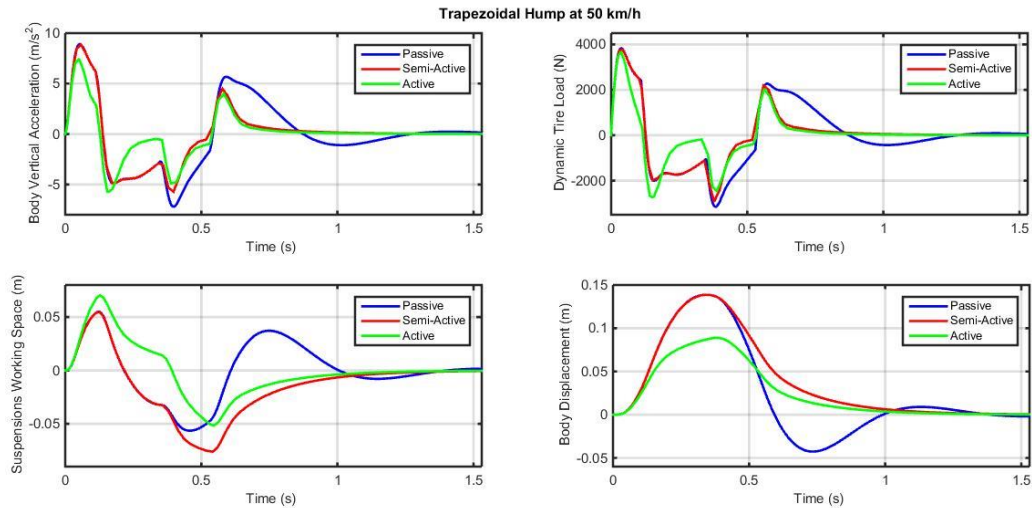 Trapezoidal Hump at 50 km/h
Body Vertical Acceleration (m/s²)
10
5
0
-5
Passive
Semi-Active
Active
0
0.5
1
1.5
Time (s)
Dynamic Tire Load (N)
4000
2000
0
-2000
Passive
Semi-Active
Active
0
0.5
1
1.5
Time (s)
Suspensions Working Space (m)
0.05
0
-0.05
Passive
Semi-Active
Active
0
0.5
1
1.5
Time (s)
Body Displacement (m)
0.15
0.1
0.05
0
-0.05
Passive
Semi-Active
Active
0
0.5
1
1.5
Time (s)